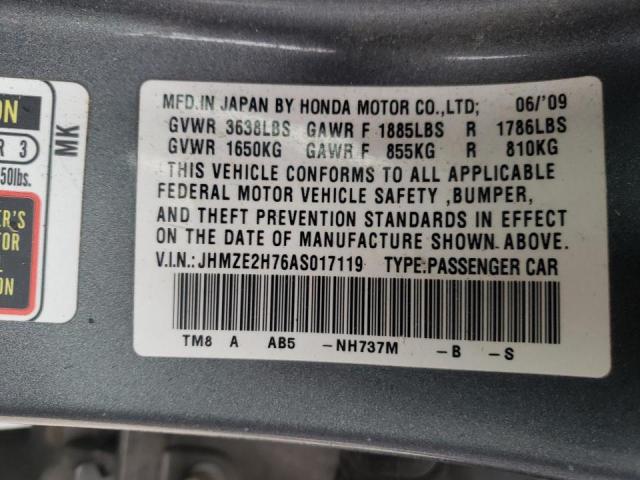 MFD.IN JAPAN BY HONDA MOTOR CO.,LTD; 06/'09
GVWR 3638LBS GAWR F 1885LBS R 1786LBS
GVWR 1650KG GAWR F 855KG R 810KG
THIS VEHICLE CONFORMS TO ALL APPLICABLE
FEDERAL MOTOR VEHICLE SAFETY ,BUMPER,
AND THEFT PREVENTION STANDARDS IN EFFECT
ON THE DATE OF MANUFACTURE SHOWN ABOVE.
V.I.N.:JHMZE2H76AS017119 TYPE:PASSENGER CAR
TM8 A AB5 -NH737M -B -S
MK
ON
R 3
50lbs.
ER'S
TOR
L
ION